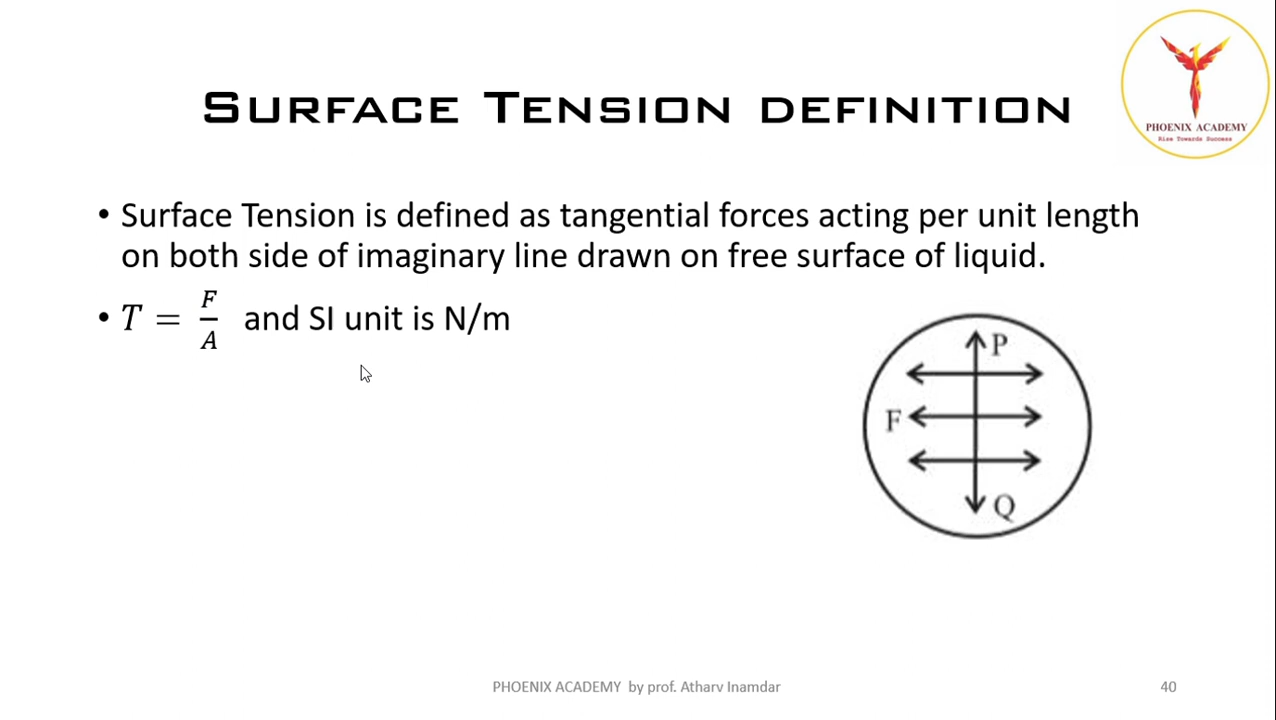 PHOENIX ACADEMY
Rise Towards Success
SURFACE TENSION DEFINITION
• Surface Tension is defined as tangential forces acting per unit length
on both side of imaginary line drawn on free surface of liquid.
• T = F/A and SI unit is N/m
P
F
Q
PHOENIX ACADEMY by prof. Atharv Inamdar
40